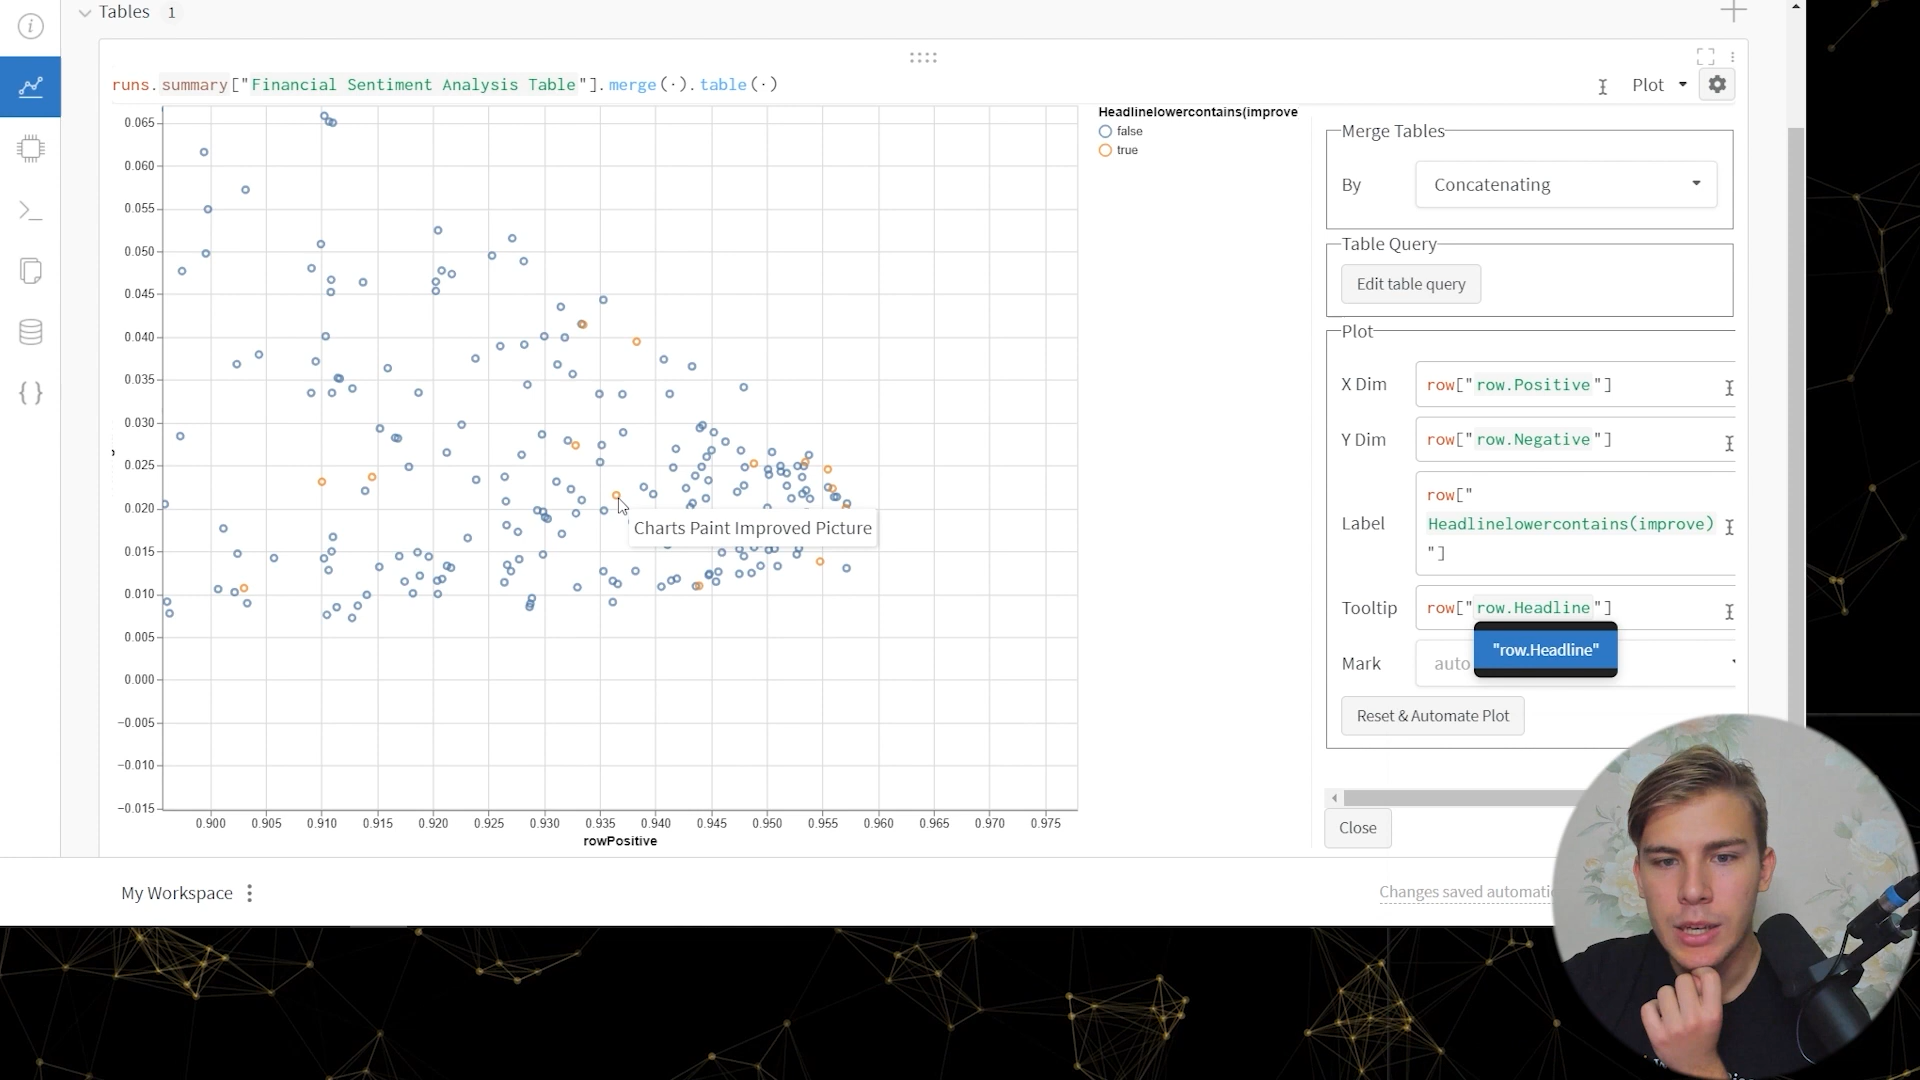 Tables 1
runs.summary["Financial Sentiment Analysis Table"].merge(·).table(·)
Plot
0.065
0.060
0.055
0.050
0.045
0.040
0.035
0.030
0.025
0.020
0.015
0.010
0.005
0.000
−0.005
−0.010
−0.015
0.900 0.905 0.910 0.915 0.920 0.925 0.930 0.935 0.940 0.945 0.950 0.955 0.960 0.965 0.970 0.975
rowPositive
Charts Paint Improved Picture
Headlinelowercontains(improve
false
true
Merge Tables
By Concatenating
Table Query
Edit table query
Plot
X Dim row["row.Positive"]
Y Dim row["row.Negative"]
Label row["
Headlinelowercontains(improve)
"]
Tooltip row["row.Headline"]
"row.Headline"
Mark auto
Reset & Automate Plot
Close
My Workspace
Changes saved automati